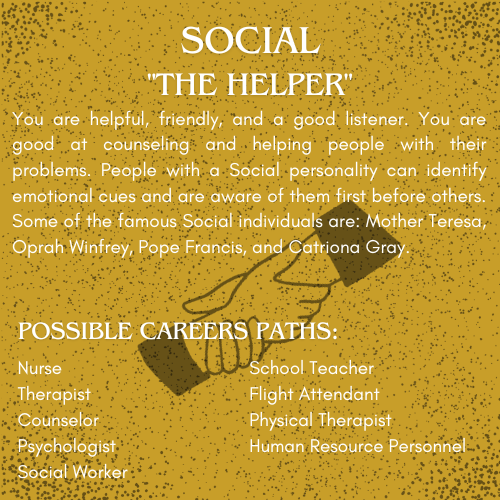 SOCIAL
"THE HELPER"
You are helpful, friendly, and a good listener. You are
good at counseling and helping people with their
problems. People with a Social personality can identify
emotional cues and are aware of them first before others.
Some of the famous Social individuals are: Mother Teresa,
Oprah Winfrey, Pope Francis, and Catriona Gray.
POSSIBLE CAREERS PATHS:
Nurse
Therapist
Counselor
Psychologist
Social Worker
School Teacher
Flight Attendant
Physical Therapist
Human Resource Personnel